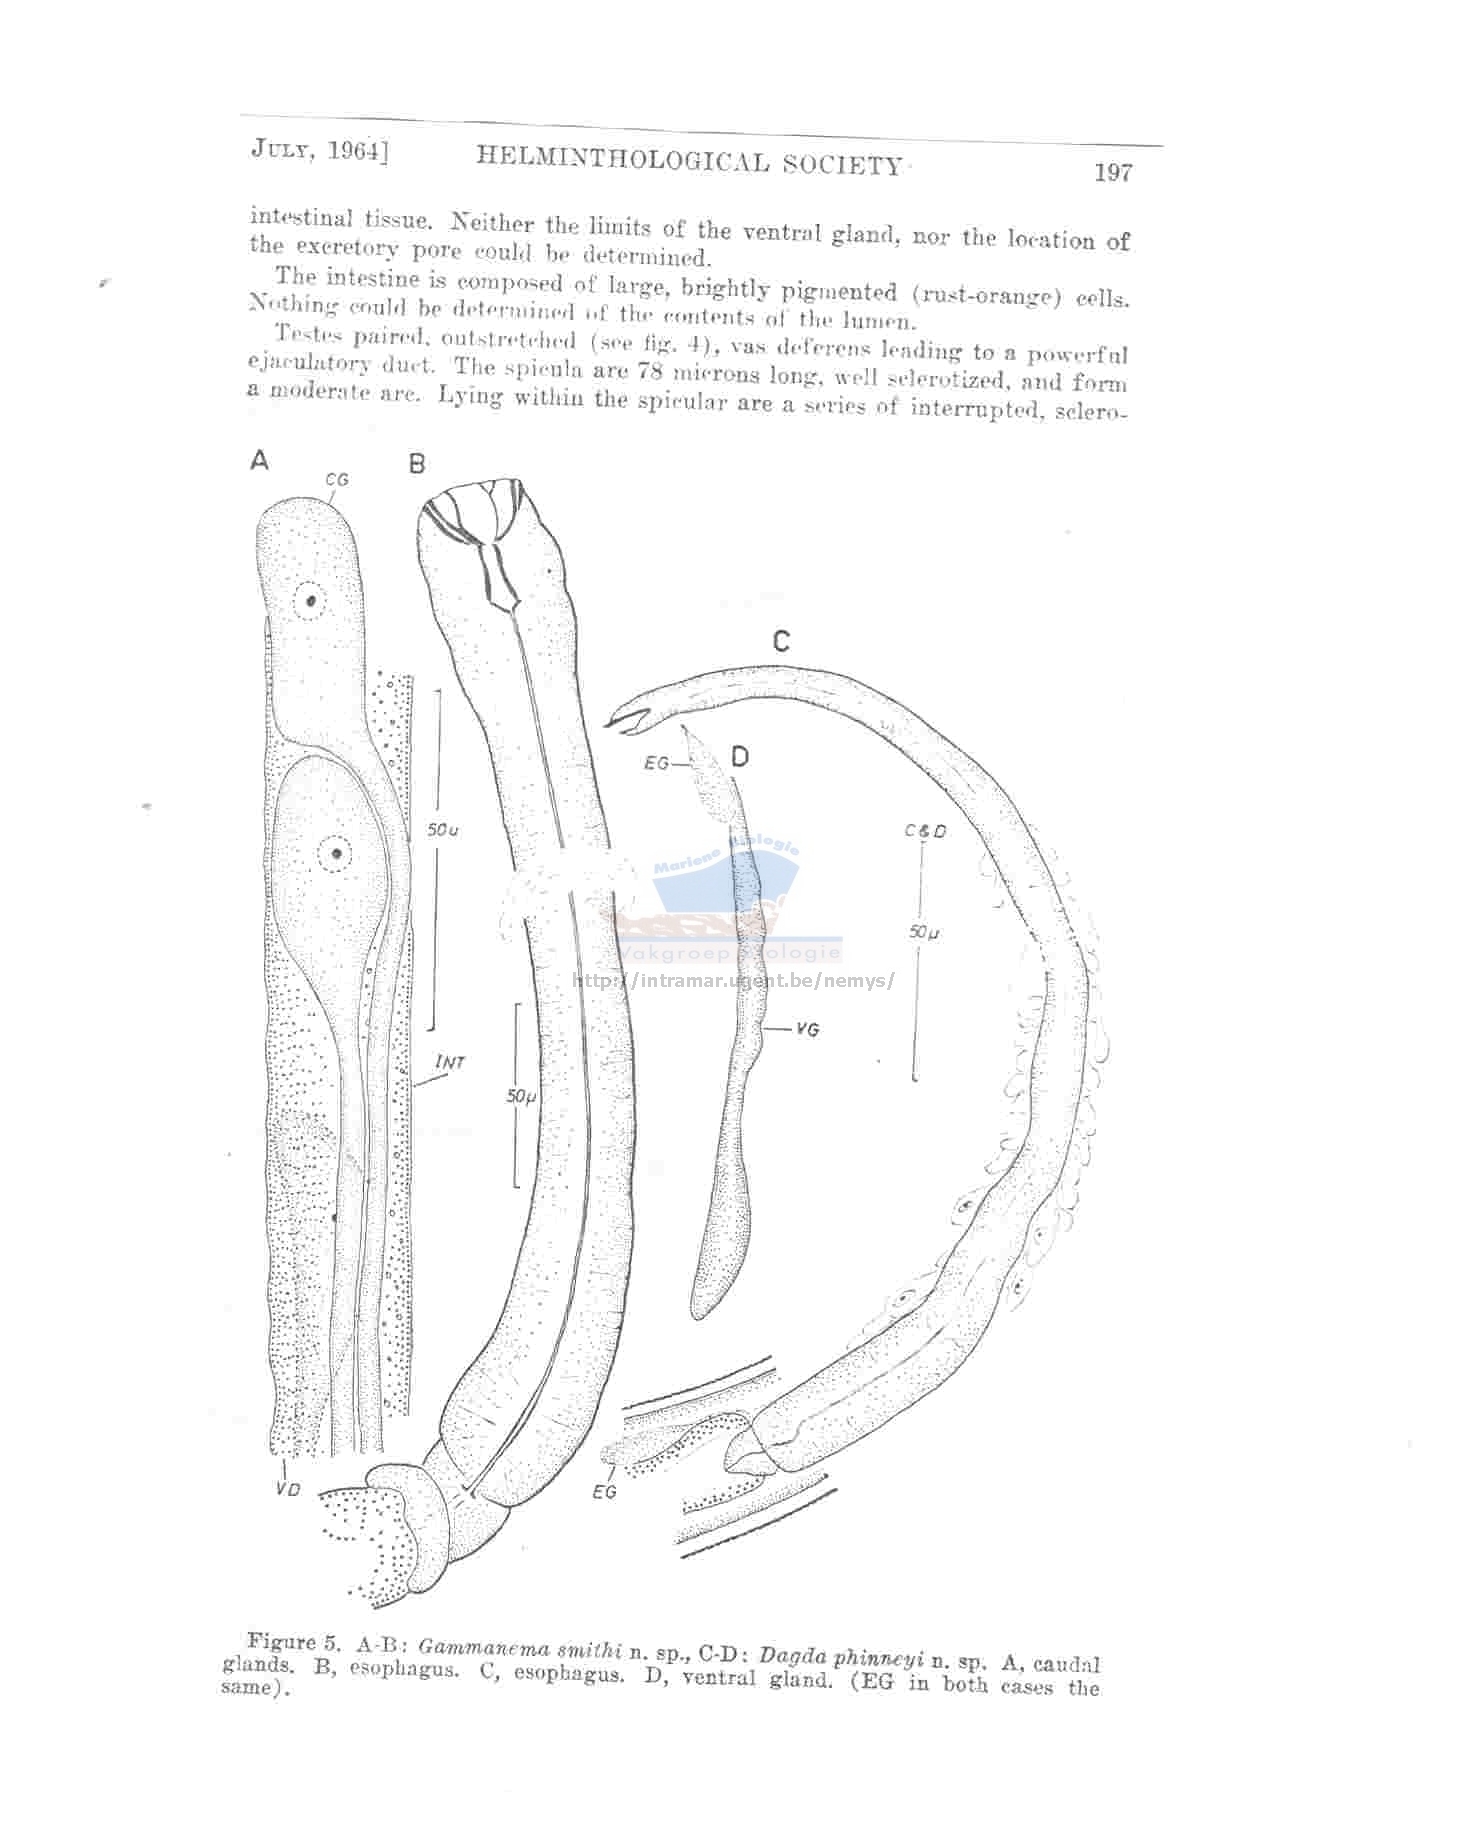 JULY, 1964] HELMINTHOLOGICAL SOCIETY 197
intestinal tissue. Neither the limits of the ventral gland, nor the location of
the excretory pore could be determined.
The intestine is composed of large, brightly pigmented (rust-orange) cells.
Nothing could be determined of the contents of the lumen.
Testes paired, outstretched (see fig. 4), vas deferens leading to a powerful
ejaculatory duct. The spicula are 78 microns long, well sclerotized, and form
a moderate arc. Lying within the spicular are a series of interrupted, sclero-
A
CG
B
C
EG
D
50u
C & D
50µ
Mariene Biologie
Vakgroep Biologie
http://intramar.ugent.be/nemys/
VG
INT
50µ
VD
EG
Figure 5. A-B: Gammanema smithi n. sp., C-D: Dagda phinneyi n. sp. A, caudal
glands. B, esophagus. C, esophagus. D, ventral gland. (EG in both cases the
same).